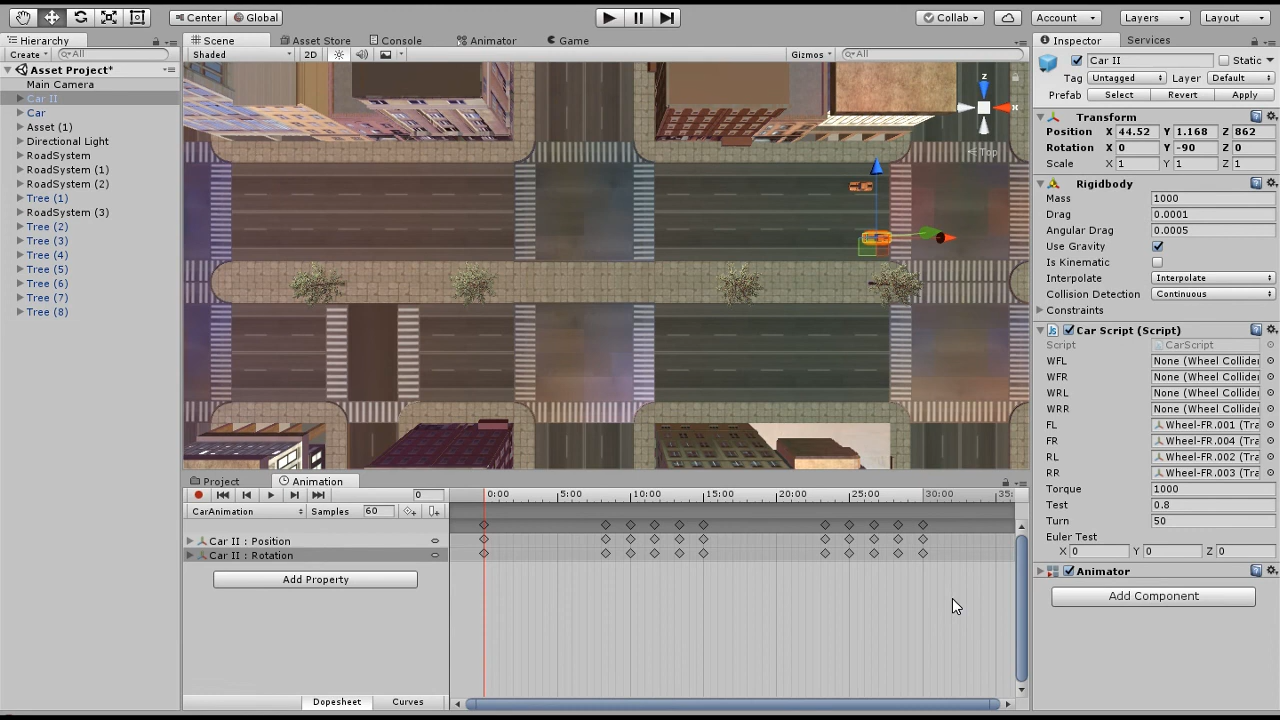 Center Global Collab Account Layers Layout
Hierarchy
Create All
Asset Project*
Main Camera
Car II
Car
Asset (1)
Directional Light
RoadSystem
RoadSystem (1)
RoadSystem (2)
Tree (1)
RoadSystem (3)
Tree (2)
Tree (3)
Tree (4)
Tree (5)
Tree (6)
Tree (7)
Tree (8)
Scene Asset Store Console Animator Game
Shaded 2D Gizmos All
z
x
Top
Project Animation
0
CarAnimation Samples 60
0:00 5:00 10:00 15:00 20:00 25:00 30:00 35:
Car II : Position
Car II : Rotation
Add Property
Dopesheet Curves
Inspector Services
Car II Static
Tag Untagged Layer Default
Prefab Select Revert Apply
Transform
Position X 44.52 Y 1.168 Z 862
Rotation X 0 Y -90 Z 0
Scale X 1 Y 1 Z 1
Rigidbody
Mass 1000
Drag 0.0001
Angular Drag 0.0005
Use Gravity
Is Kinematic
Interpolate Interpolate
Collision Detection Continuous
Constraints
Car Script (Script)
Script CarScript
WFL None (Wheel Collider
WFR None (Wheel Collider
WRL None (Wheel Collider
WRR None (Wheel Collider
FL Wheel-FR.001 (Tra
FR Wheel-FR.004 (Tra
RL Wheel-FR.002 (Tra
RR Wheel-FR.003 (Tra
Torque 1000
Test 0.8
Turn 50
Euler Test
X 0 Y 0 Z 0
Animator
Add Component